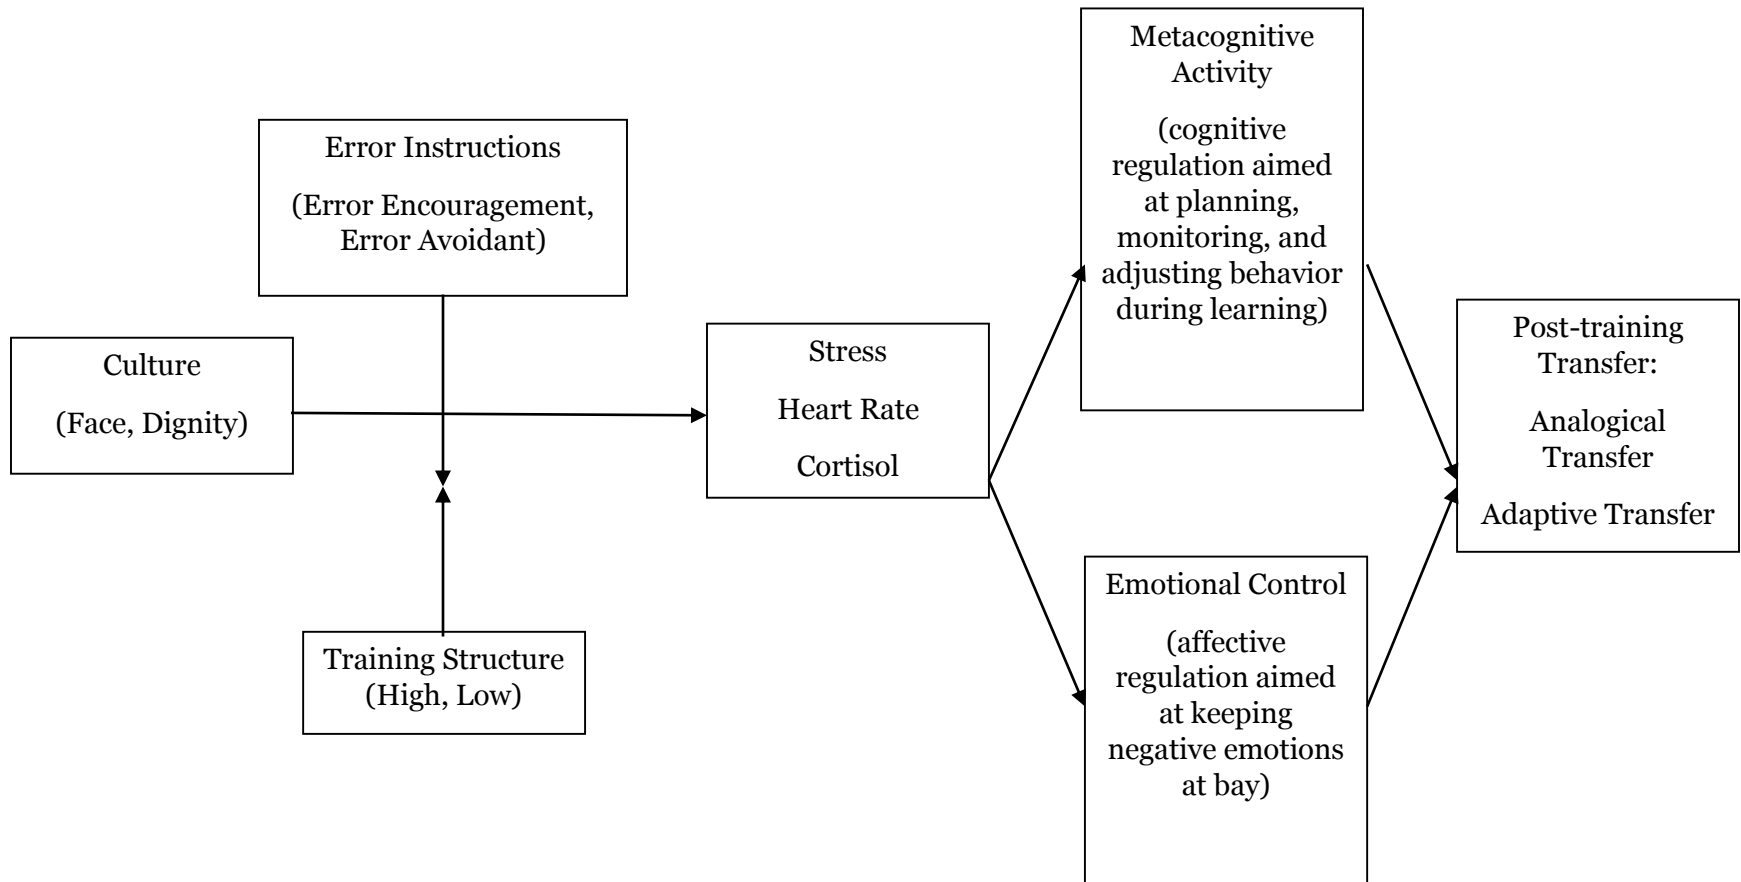 Metacognitive
Activity
(cognitive
regulation aimed
at planning,
monitoring, and
adjusting behavior
during learning)
Error Instructions
(Error Encouragement,
Error Avoidant)
Culture
(Face, Dignity)
Stress
Heart Rate
Cortisol
Post-training
Transfer:
Analogical
Transfer
Adaptive Transfer
Training Structure
(High, Low)
Emotional Control
(affective
regulation aimed
at keeping
negative emotions
at bay)